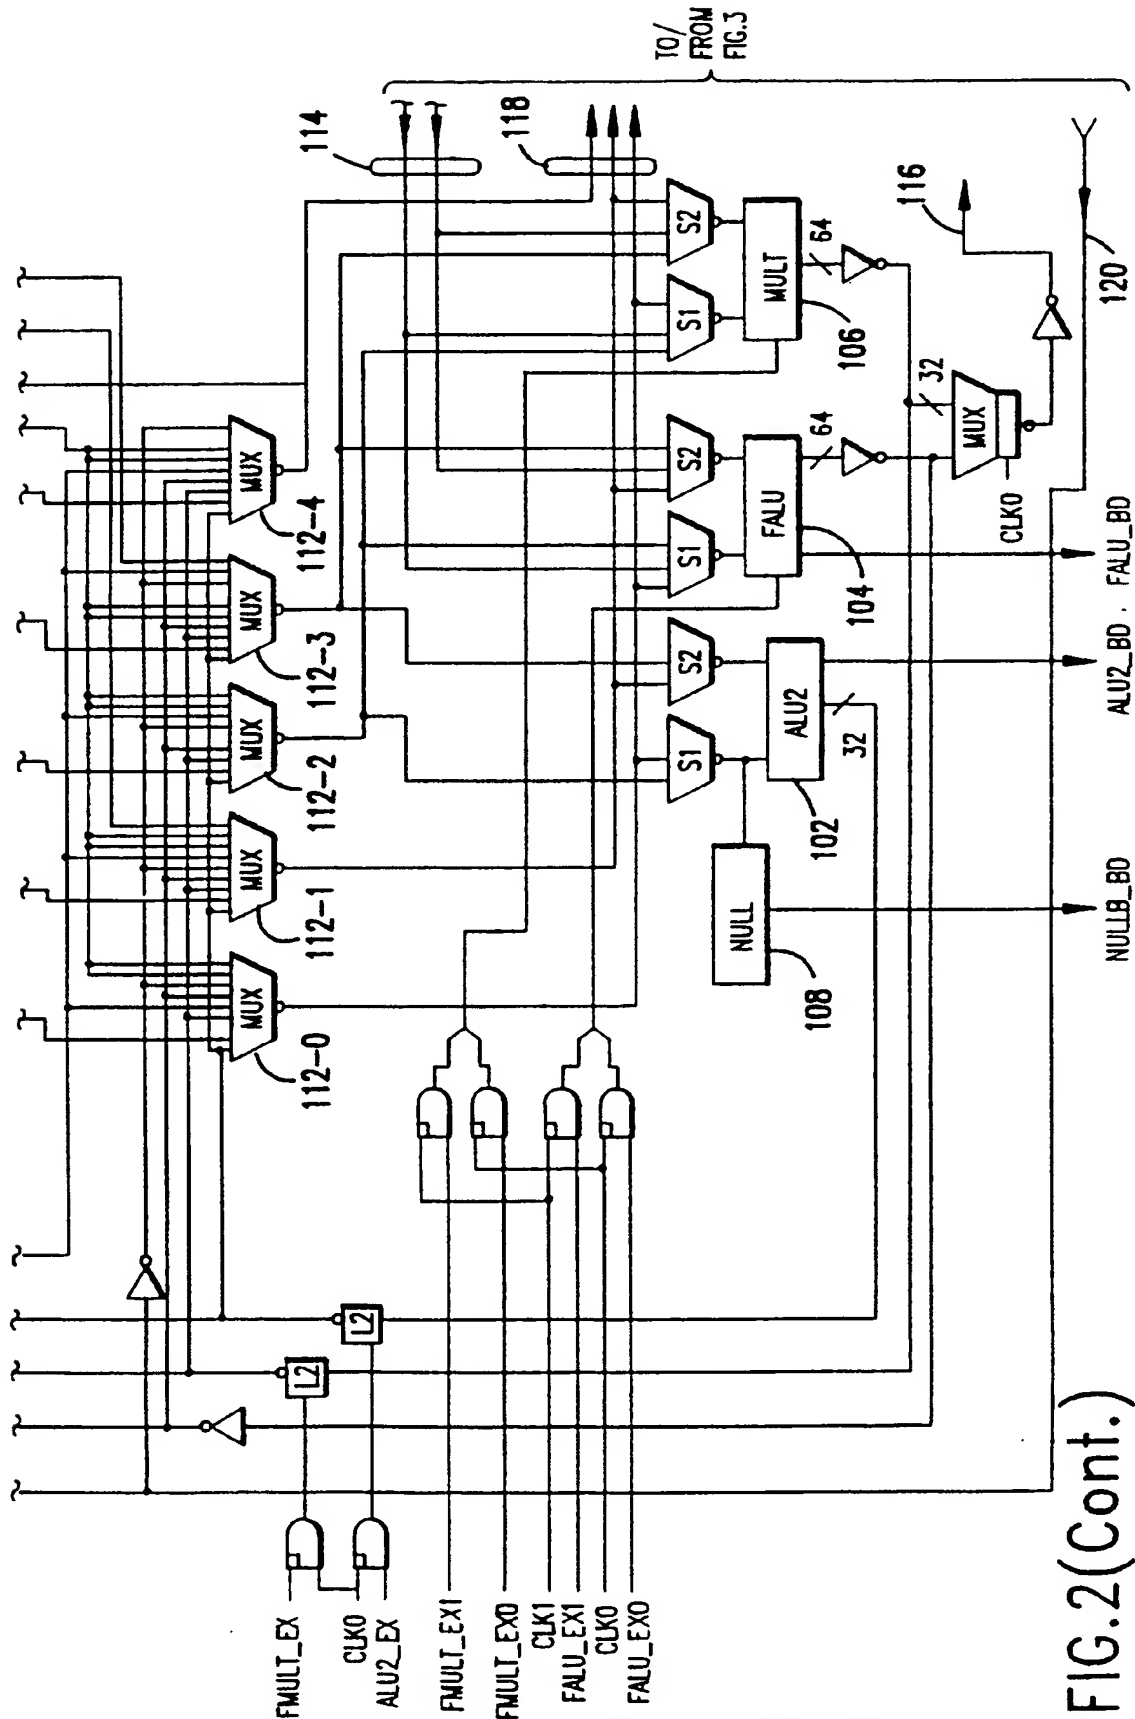 TO/
FROM
FIG.3
114
118
116
120
MUX
112-4
MUX
112-3
MUX
112-2
MUX
112-1
MUX
112-0
S2
S1
MULT
64
106
S2
S1
FALU
64
104
S2
S1
ALU2
32
102
NULL
108
MUX
32
CLK0
FALU_BD
ALU2_BD,
NULLB_BD
L2
L2
FMULT_EX
CLK0
ALU2_EX
FMULT_EX1
FMULT_EX0
CLK1
FALU_EX1
CLK0
FALU_EX0
FIG.2(Cont.)